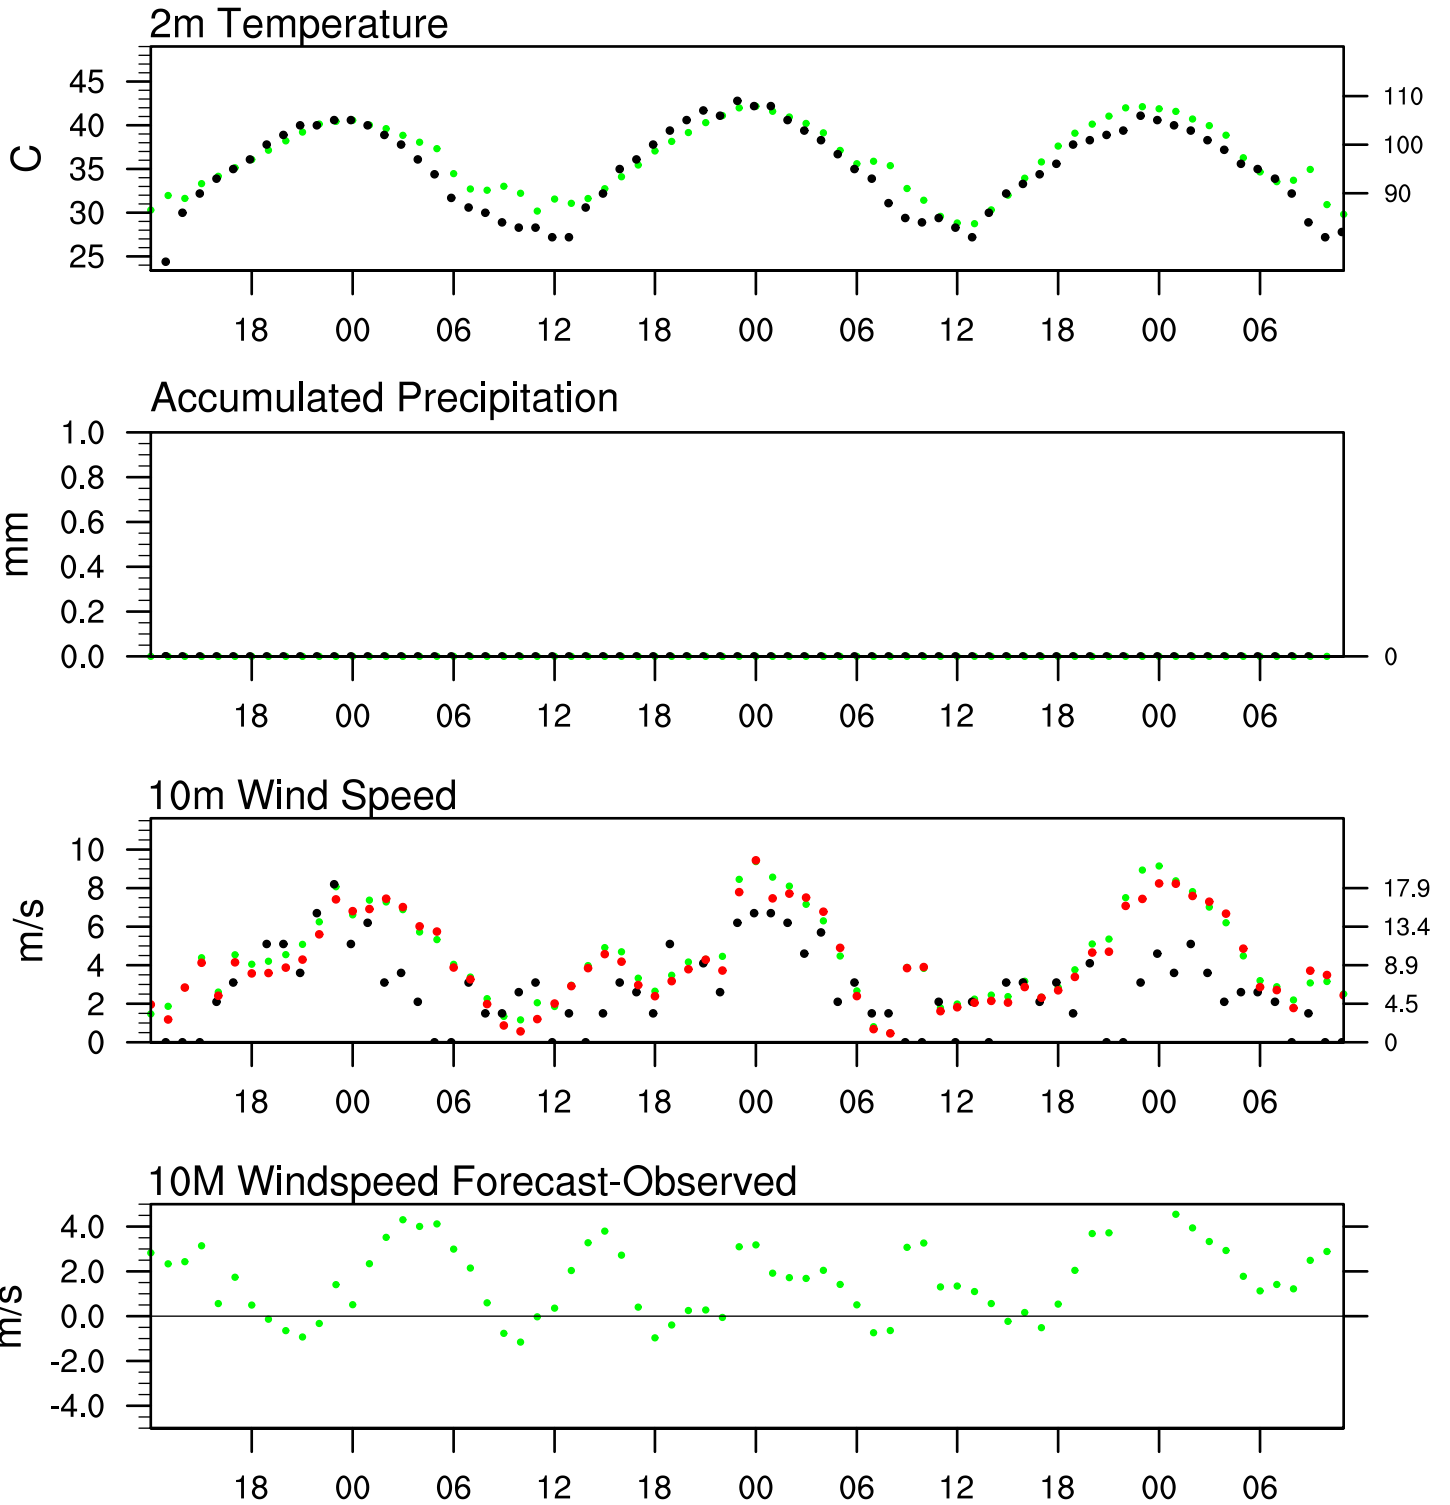 2m Temperature
45
40
35
30
25
C
110
100
90
18 00 06 12 18 00 06 12 18 00 06
Accumulated Precipitation
1.0
0.8
0.6
0.4
0.2
0.0
mm
0
18 00 06 12 18 00 06 12 18 00 06
10m Wind Speed
10
8
6
4
2
0
m/s
17.9
13.4
8.9
4.5
0
18 00 06 12 18 00 06 12 18 00 06
10M Windspeed Forecast-Observed
4.0
2.0
0.0
-2.0
-4.0
m/s
18 00 06 12 18 00 06 12 18 00 06